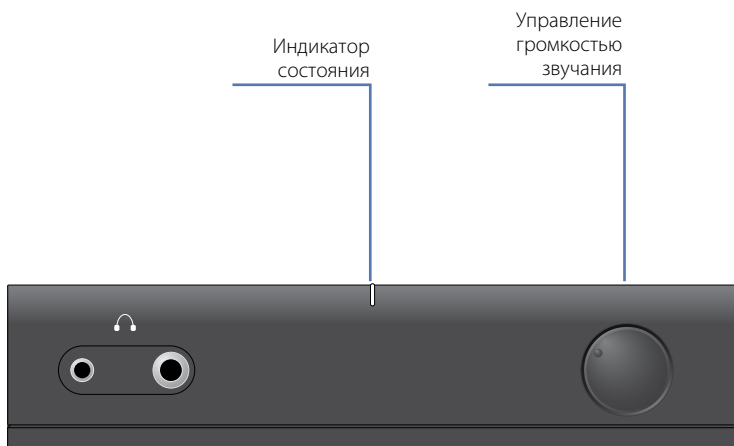 Индикатор
состояния
Управление
громкостью
звучания